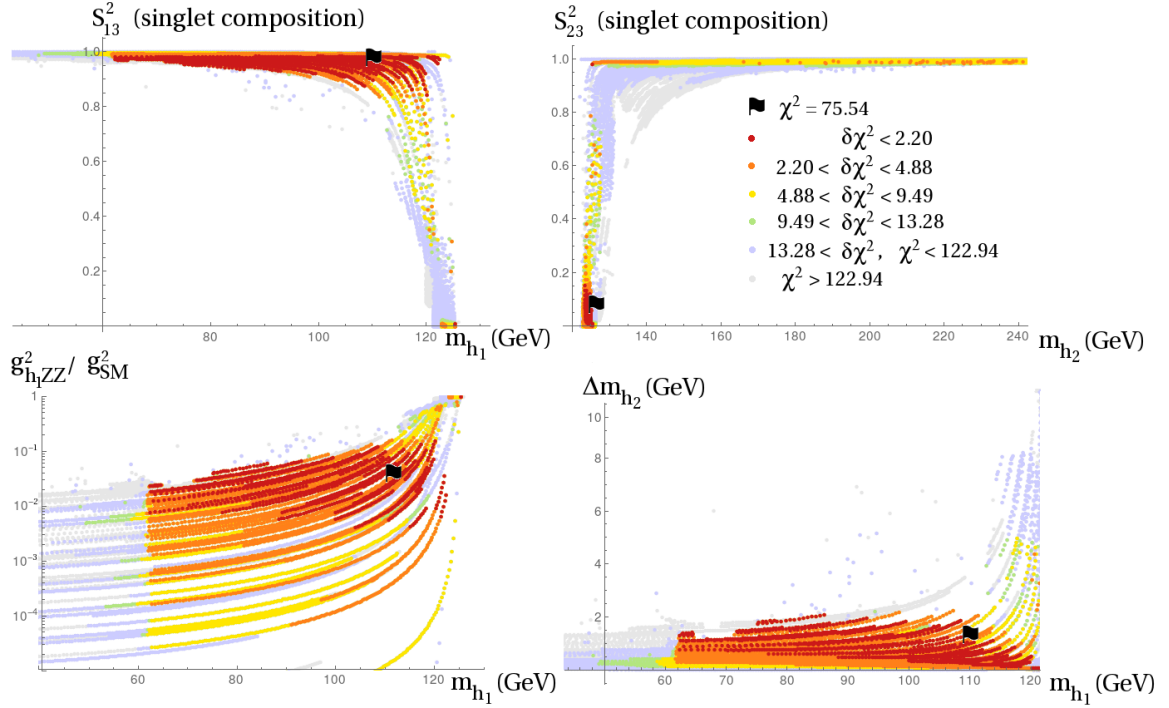 S²₁₃ (singlet composition)
1.0
0.8
0.6
0.4
0.2
80
100
120
m_h₁ (GeV)
S²₂₃ (singlet composition)
1.0
0.8
0.6
0.4
0.2
140
160
180
200
220
240
m_h₂ (GeV)
χ² = 75.54
δχ² < 2.20
2.20 < δχ² < 4.88
4.88 < δχ² < 9.49
9.49 < δχ² < 13.28
13.28 < δχ², χ² < 122.94
χ² > 122.94
g²_h₁ZZ / g²_SM
1
10⁻¹
10⁻²
10⁻³
10⁻⁴
60
80
100
120
m_h₁ (GeV)
Δm_h₂ (GeV)
10
8
6
4
2
60
70
80
90
100
110
120
m_h₁ (GeV)